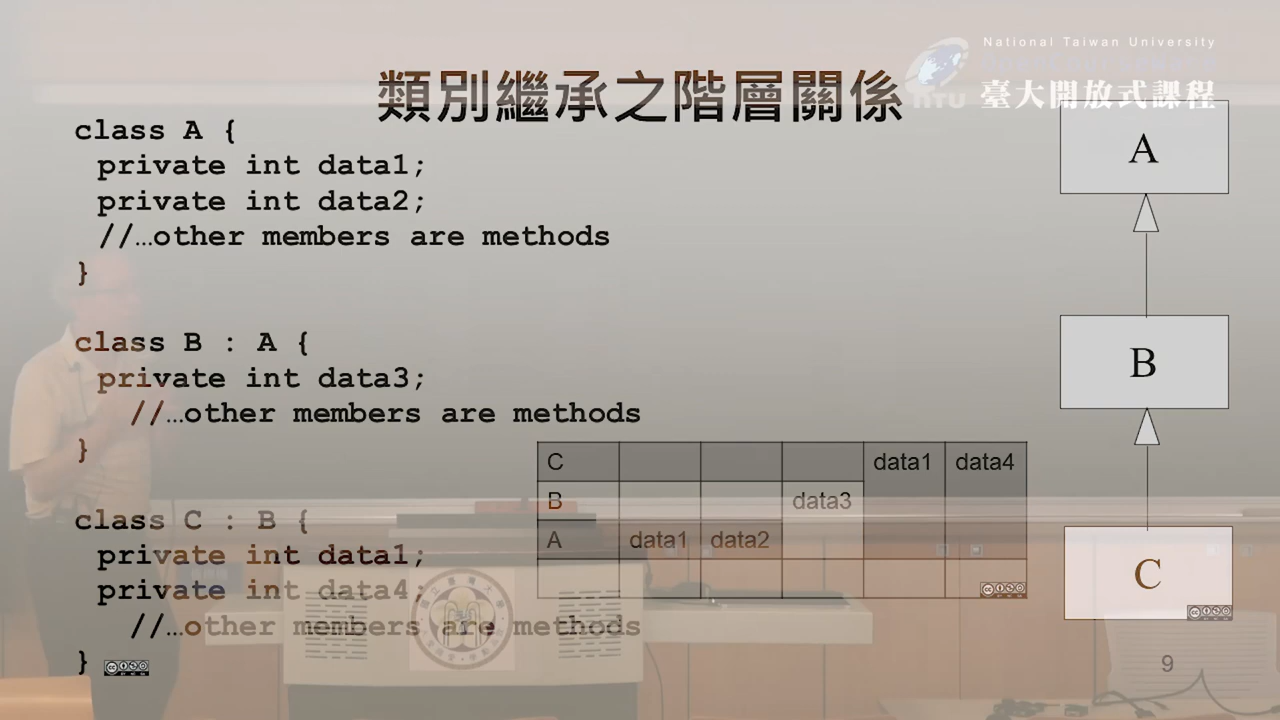 National Taiwan University
臺大開放式課程
類別繼承之階層關係
class A {
private int data1;
private int data2;
//…other members are methods
}
class B : A {
private int data3;
//…other members are methods
}
class C : B {
private int data1;
private int data4;
//…other members are methods
}
C data1 data4
B data3
A data1 data2
A
B
C
9